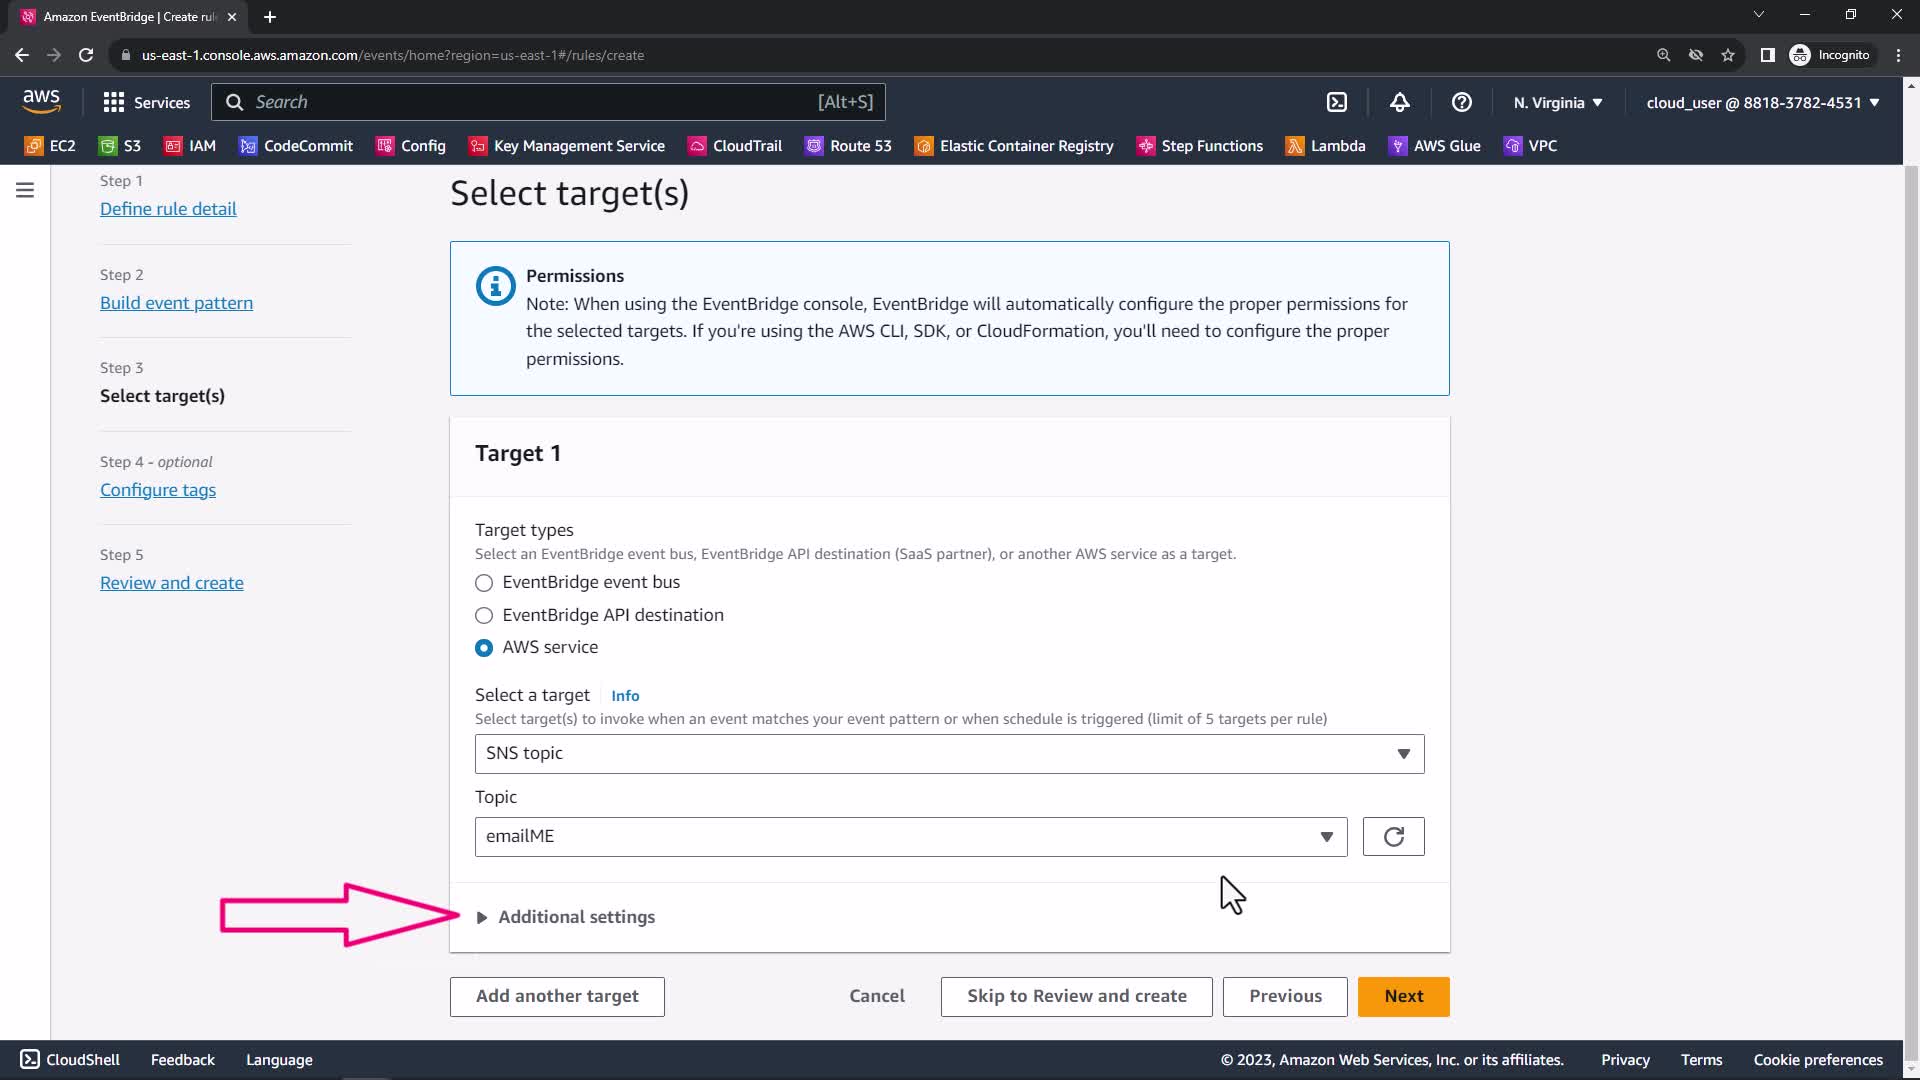 Amazon EventBridge | Create rul
us-east-1.console.aws.amazon.com/events/home?region=us-east-1#/rules/create
Incognito
aws
Services
Search
[Alt+S]
N. Virginia
cloud_user @ 8818-3782-4531
EC2
S3
IAM
CodeCommit
Config
Key Management Service
CloudTrail
Route 53
Elastic Container Registry
Step Functions
Lambda
AWS Glue
VPC
Step 1
Define rule detail
Step 2
Build event pattern
Step 3
Select target(s)
Step 4 - optional
Configure tags
Step 5
Review and create
Select target(s)
Permissions
Note: When using the EventBridge console, EventBridge will automatically configure the proper permissions for
the selected targets. If you're using the AWS CLI, SDK, or CloudFormation, you'll need to configure the proper
permissions.
Target 1
Target types
Select an EventBridge event bus, EventBridge API destination (SaaS partner), or another AWS service as a target.
EventBridge event bus
EventBridge API destination
AWS service
Select a target
Info
Select target(s) to invoke when an event matches your event pattern or when schedule is triggered (limit of 5 targets per rule)
SNS topic
Topic
emailME
Additional settings
Add another target
Cancel
Skip to Review and create
Previous
Next
CloudShell
Feedback
Language
© 2023, Amazon Web Services, Inc. or its affiliates.
Privacy
Terms
Cookie preferences